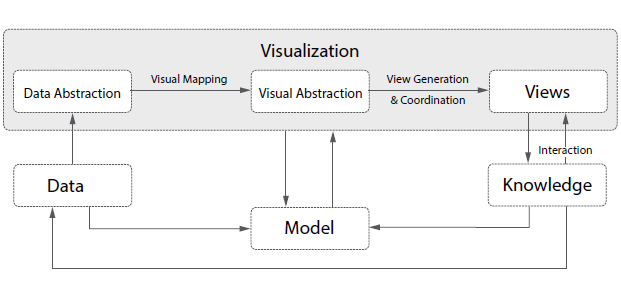 Visualization
Data Abstraction
Visual Mapping
Visual Abstraction
View Generation
& Coordination
Views
Interaction
Data
Knowledge
Model